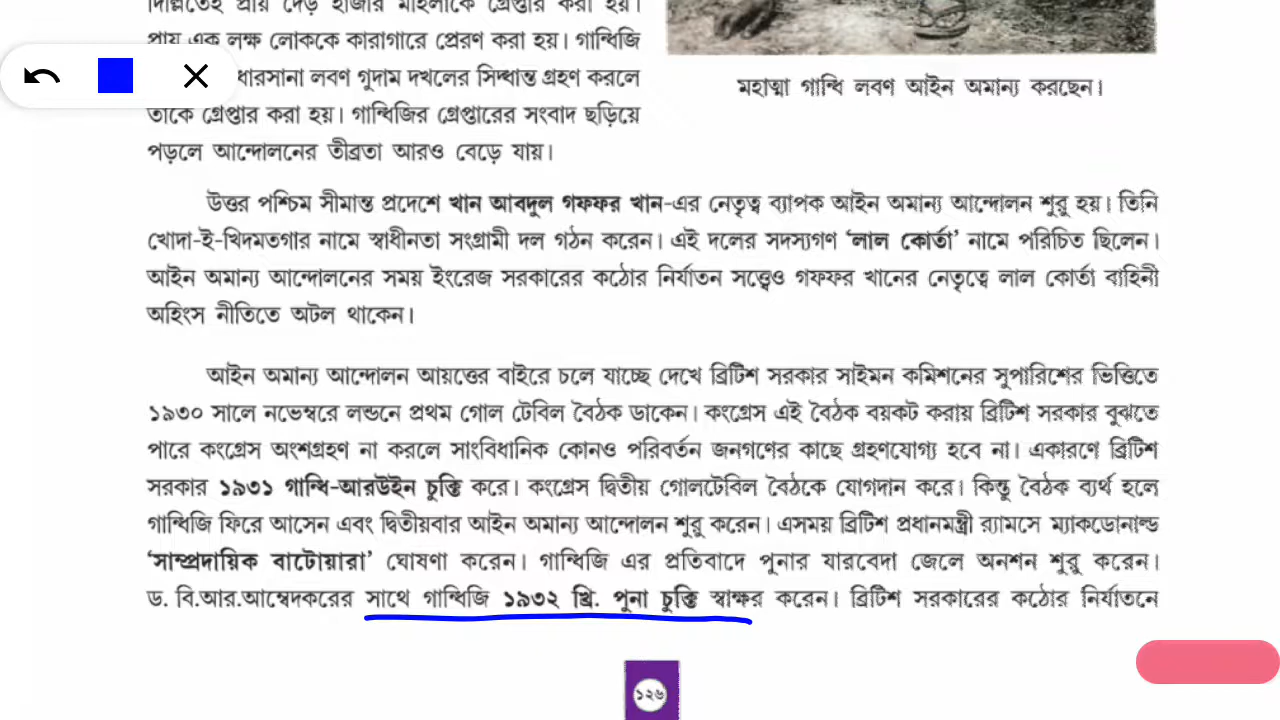 দিল্লিতেই প্রায় দেড় হাজার মহিলাকে গ্রেপ্তার করা হয়।
প্রায় এক লক্ষ লোককে কারাগারে প্রেরণ করা হয়। গান্ধিজি
ধারসানা লবণ গুদাম দখলের সিদ্ধান্ত গ্রহণ করলে
তাকে গ্রেপ্তার করা হয়। গান্ধিজির গ্রেপ্তারের সংবাদ ছড়িয়ে
পড়লে আন্দোলনের তীব্রতা আরও বেড়ে যায়।
মহাত্মা গান্ধি লবণ আইন অমান্য করছেন।
উত্তর পশ্চিম সীমান্ত প্রদেশে খান আবদুল গফফর খান-এর নেতৃত্ব ব্যাপক আইন অমান্য আন্দোলন শুরু হয়। তিনি
খোদা-ই-খিদমতগার নামে স্বাধীনতা সংগ্রামী দল গঠন করেন। এই দলের সদস্যগণ ‘লাল কোর্তা’ নামে পরিচিত ছিলেন।
আইন অমান্য আন্দোলনের সময় ইংরেজ সরকারের কঠোর নির্যাতন সত্ত্বেও গফফর খানের নেতৃত্বে লাল কোর্তা বাহিনী
অহিংস নীতিতে অটল থাকেন।
আইন অমান্য আন্দোলন আয়ত্তের বাইরে চলে যাচ্ছে দেখে ব্রিটিশ সরকার সাইমন কমিশনের সুপারিশের ভিত্তিতে
১৯৩০ সালে নভেম্বরে লন্ডনে প্রথম গোল টেবিল বৈঠক ডাকেন। কংগ্রেস এই বৈঠক বয়কট করায় ব্রিটিশ সরকার বুঝতে
পারে কংগ্রেস অংশগ্রহণ না করলে সাংবিধানিক কোনও পরিবর্তন জনগণের কাছে গ্রহণযোগ্য হবে না। একারণে ব্রিটিশ
সরকার ১৯৩১ গান্ধি-আরউইন চুক্তি করে। কংগ্রেস দ্বিতীয় গোলটেবিল বৈঠকে যোগদান করে। কিন্তু বৈঠক ব্যর্থ হলে
গান্ধিজি ফিরে আসেন এবং দ্বিতীয়বার আইন অমান্য আন্দোলন শুরু করেন। এসময় ব্রিটিশ প্রধানমন্ত্রী র‍্যামসে ম্যাকডোনাল্ড
‘সাম্প্রদায়িক বাটোয়ারা’ ঘোষণা করেন। গান্ধিজি এর প্রতিবাদে পুনার যারবেদা জেলে অনশন শুরু করেন।
ড. বি.আর.আম্বেদকরের সাথে গান্ধিজি ১৯৩২ খ্রি. পুনা চুক্তি স্বাক্ষর করেন। ব্রিটিশ সরকারের কঠোর নির্যাতনে
১২৬